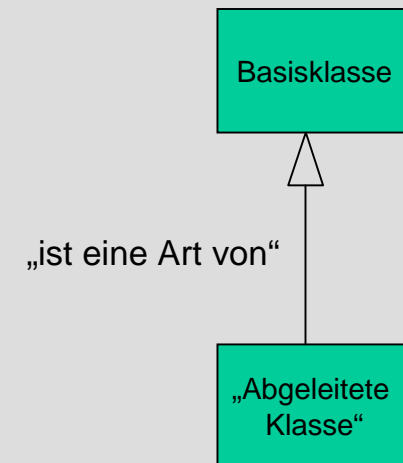 Basisklasse
„ist eine Art von“
„Abgeleitete
Klasse“